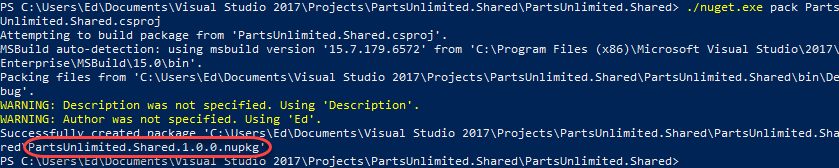 PS C:\Users\Ed\Documents\Visual Studio 2017\Projects\PartsUnlimited.Shared\PartsUnlimited.Shared> ./nuget.exe pack Parts
Unlimited.Shared.csproj
Attempting to build package from 'PartsUnlimited.Shared.csproj'.
MSBuild auto-detection: using msbuild version '15.7.179.6572' from 'C:\Program Files (x86)\Microsoft Visual Studio\2017\
Enterprise\MSBuild\15.0\bin'.
Packing files from 'C:\Users\Ed\Documents\Visual Studio 2017\Projects\PartsUnlimited.Shared\PartsUnlimited.Shared\bin\De
bug'.
WARNING: Description was not specified. Using 'Description'.
WARNING: Author was not specified. Using 'Ed'.
Successfully created package 'C:\Users\Ed\Documents\Visual Studio 2017\Projects\PartsUnlimited.Shared\PartsUnlimited.Sha
red\PartsUnlimited.Shared.1.0.0.nupkg'.
PS C:\Users\Ed\Documents\Visual Studio 2017\Projects\PartsUnlimited.Shared\PartsUnlimited.Shared>